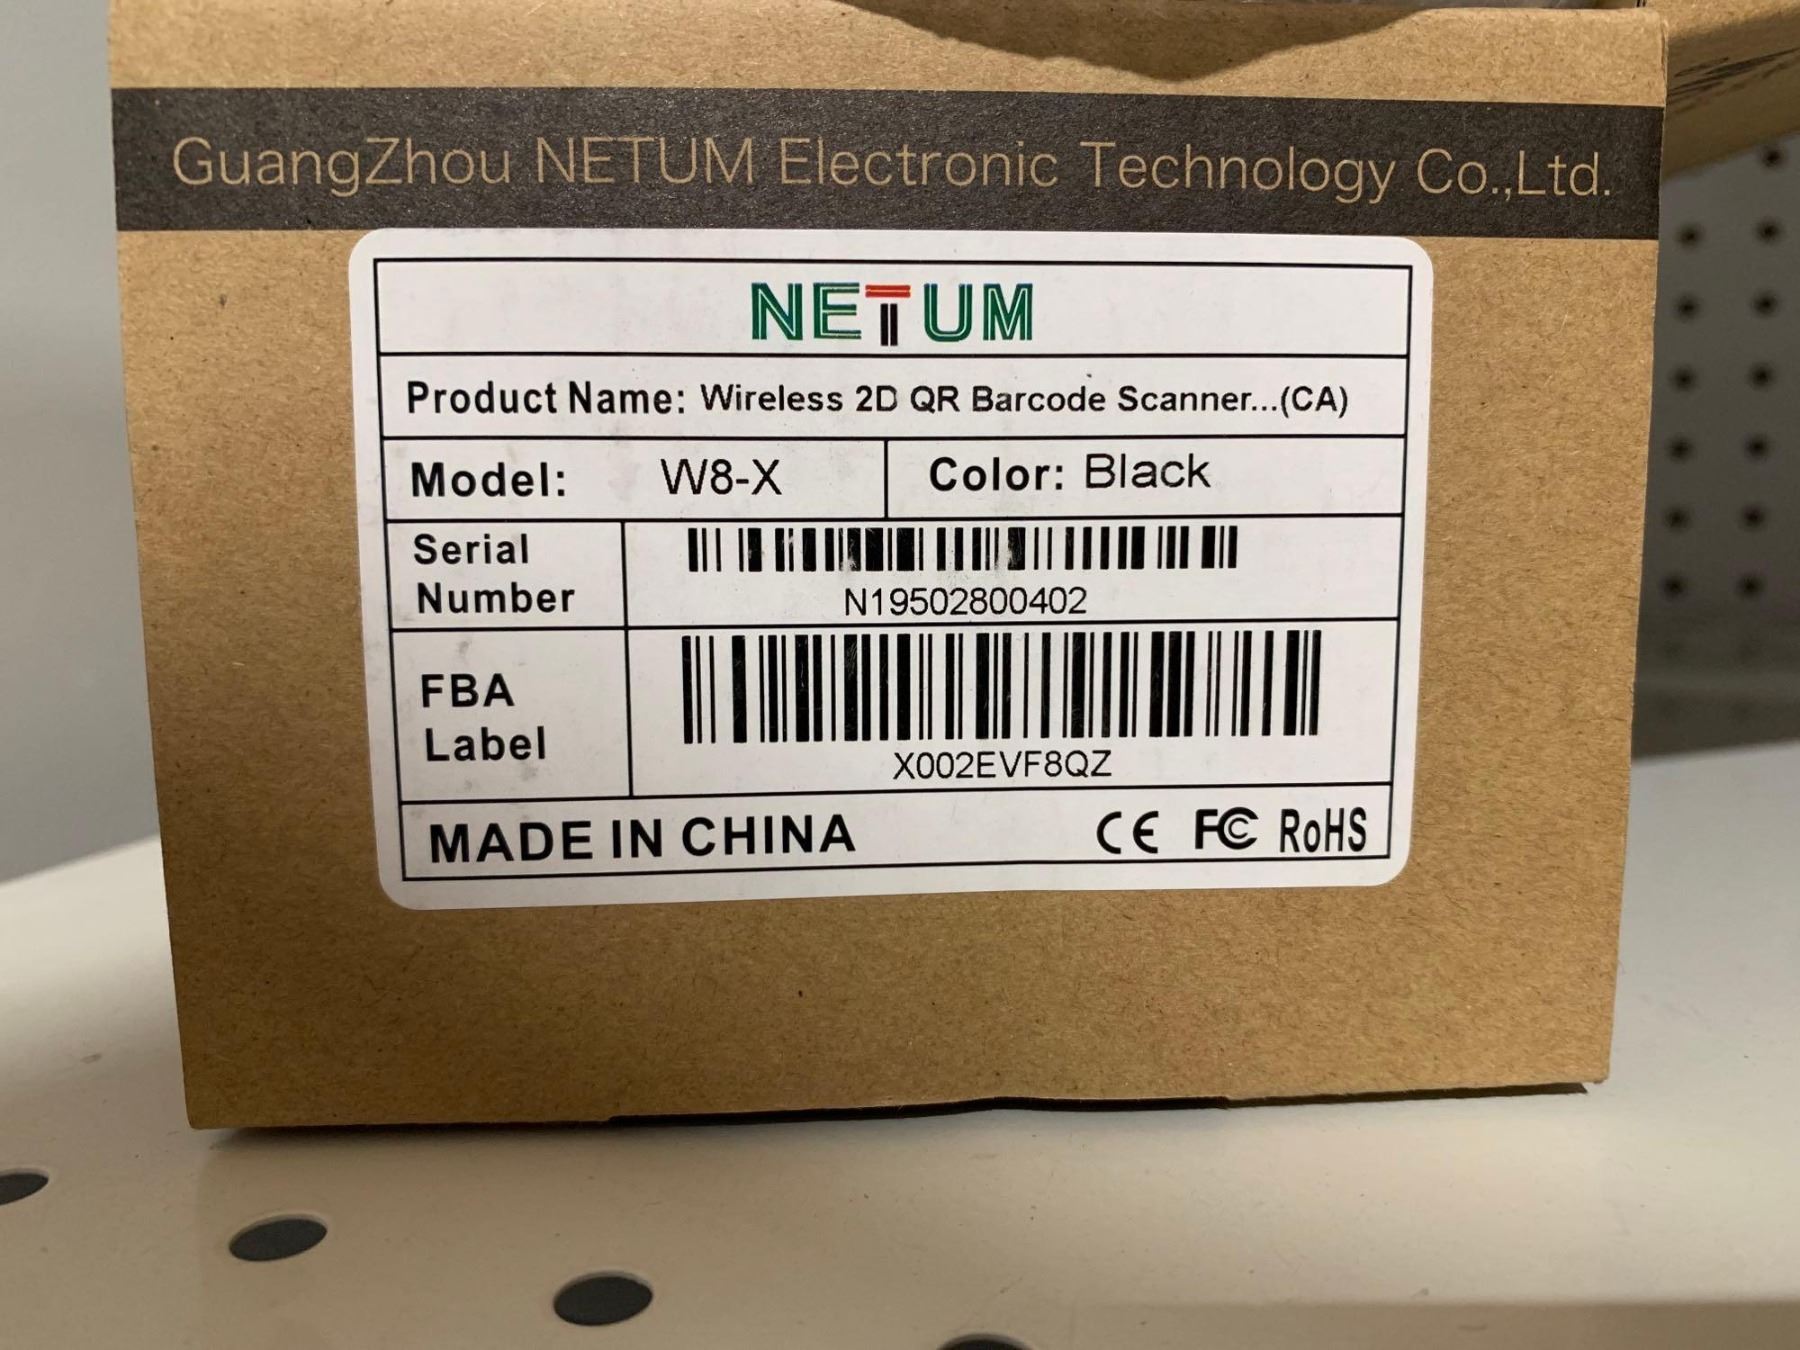 GuangZhou NETUM Electronic Technology Co.,Ltd.
NETUM
Product Name: Wireless 2D QR Barcode Scanner...(CA)
Model: W8-X
Color: Black
Serial
Number
N19502800402
FBA
Label
X002EVF8QZ
MADE IN CHINA
CE FC RoHS